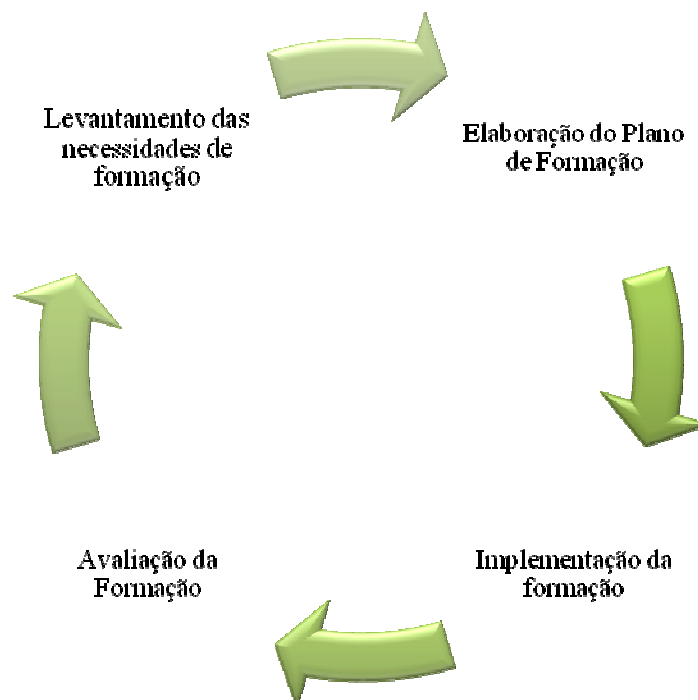 Levantamento das
necessidades de
formação
Elaboração do Plano
de Formação
Implementação da
formação
Avaliação da
Formação